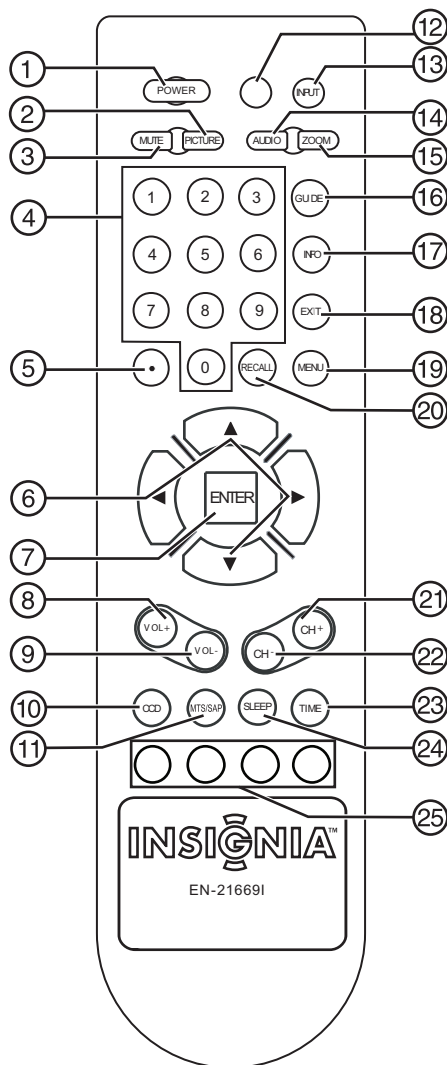 12
1
POWER
INPUT
13
2
14
3
MUTE
PICTURE
AUDIO
ZOOM
15
4
1
2
3
GUIDE
16
4
5
6
INFO
17
7
8
9
EXIT
18
5
•
0
RECALL
MENU
19
20
▲
6
◀
ENTER
▶
7
▼
8
VOL+
CH+
21
9
VOL-
CH-
22
10
CCD
MTS/SAP
SLEEP
TIME
23
11
24
25
INSIGNIA™
EN-21669I